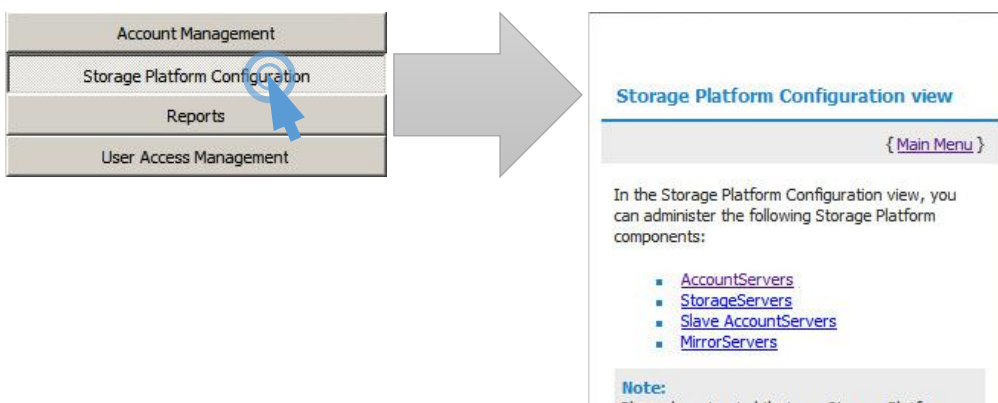 Account Management
Storage Platform Configuration
Reports
User Access Management
Storage Platform Configuration view
{ Main Menu }
In the Storage Platform Configuration view, you
can administer the following Storage Platform
components:
AccountServers
StorageServers
Slave AccountServers
MirrorServers
Note: